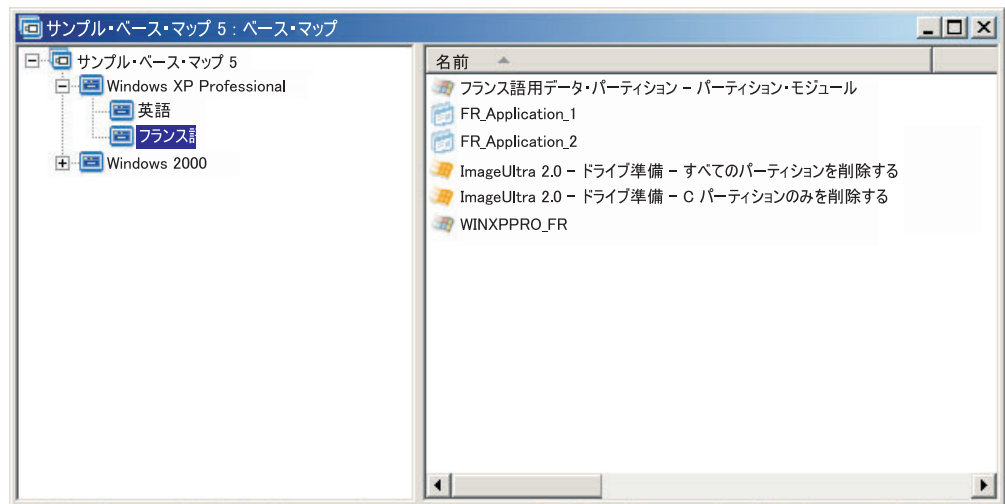 サンプル・ベース・マップ 5 : ベース・マップ
サンプル・ベース・マップ 5
Windows XP Professional
英語
フランス語
Windows 2000
名前
フランス語用データ・パーティション - パーティション・モジュール
FR_Application_1
FR_Application_2
ImageUltra 2.0 - ドライブ準備 - すべてのパーティションを削除する
ImageUltra 2.0 - ドライブ準備 - C パーティションのみを削除する
WINXPPRO_FR